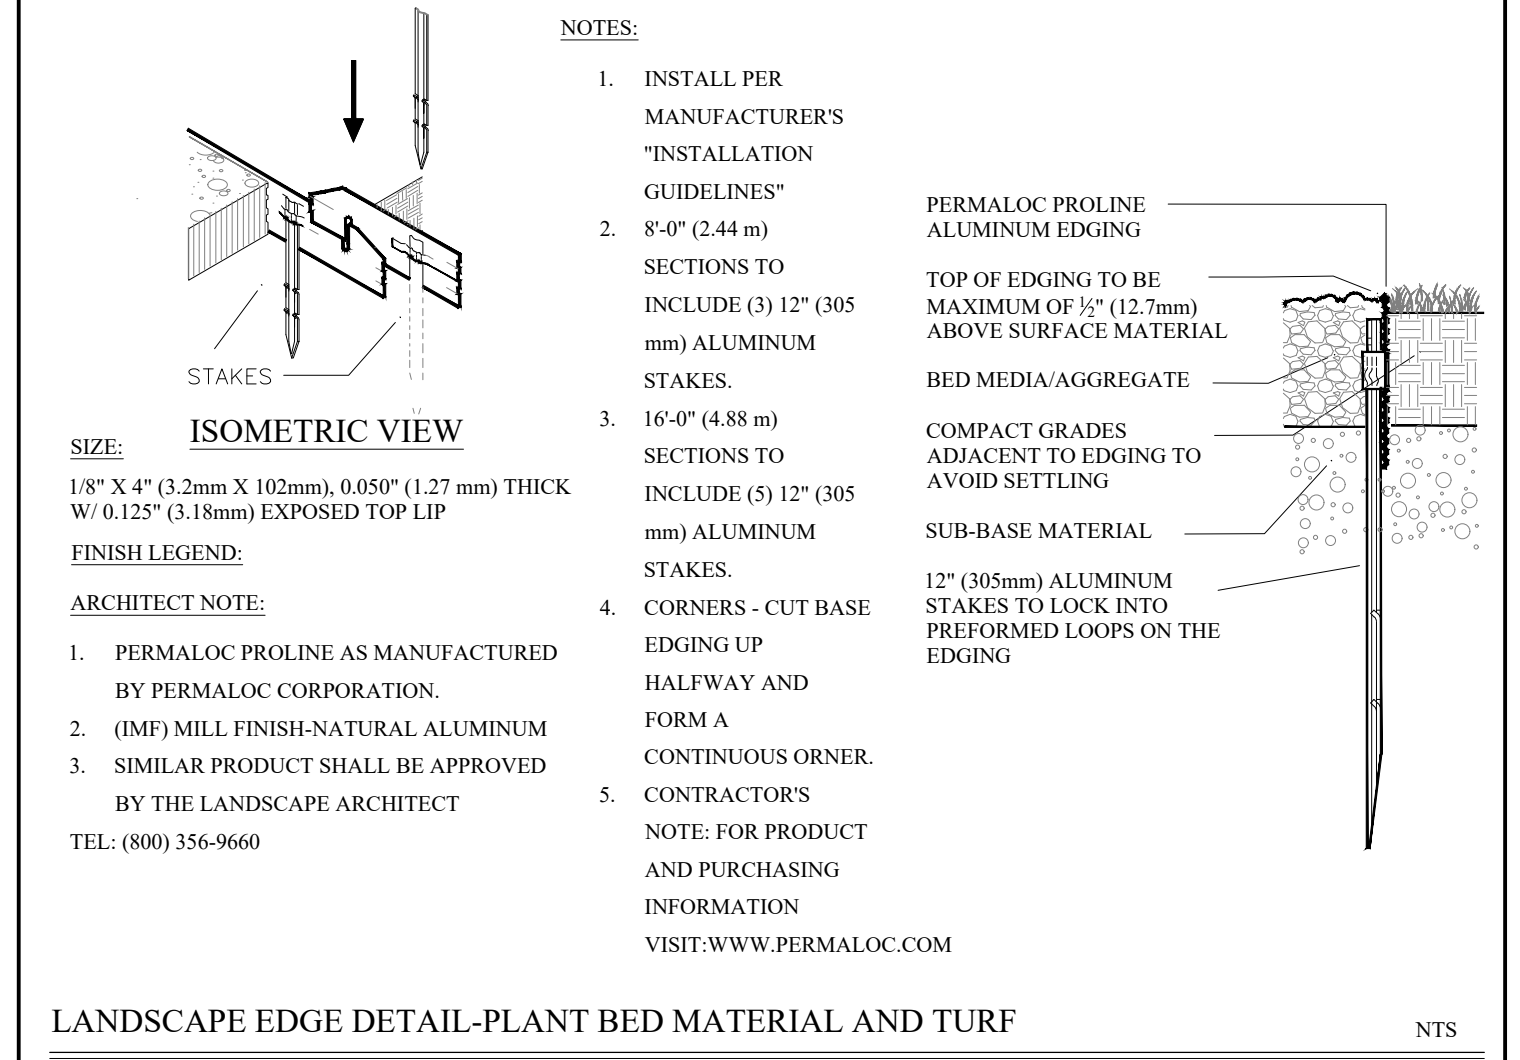 STAKES
ISOMETRIC VIEW
SIZE:
1/8" X 4" (3.2mm X 102mm), 0.050" (1.27 mm) THICK
W/ 0.125" (3.18mm) EXPOSED TOP LIP
FINISH LEGEND:
ARCHITECT NOTE:
1. PERMALOC PROLINE AS MANUFACTURED
BY PERMALOC CORPORATION.
2. (IMF) MILL FINISH-NATURAL ALUMINUM
3. SIMILAR PRODUCT SHALL BE APPROVED
BY THE LANDSCAPE ARCHITECT
TEL: (800) 356-9660
NOTES:
1. INSTALL PER
MANUFACTURER'S
"INSTALLATION
GUIDELINES"
2. 8'-0" (2.44 m)
SECTIONS TO
INCLUDE (3) 12" (305
mm) ALUMINUM
STAKES.
3. 16'-0" (4.88 m)
SECTIONS TO
INCLUDE (5) 12" (305
mm) ALUMINUM
STAKES.
4. CORNERS - CUT BASE
EDGING UP
HALFWAY AND
FORM A
CONTINUOUS ORNER.
5. CONTRACTOR'S
NOTE: FOR PRODUCT
AND PURCHASING
INFORMATION
VISIT:WWW.PERMALOC.COM
PERMALOC PROLINE
ALUMINUM EDGING
TOP OF EDGING TO BE
MAXIMUM OF ½" (12.7mm)
ABOVE SURFACE MATERIAL
BED MEDIA/AGGREGATE
COMPACT GRADES
ADJACENT TO EDGING TO
AVOID SETTLING
SUB-BASE MATERIAL
12" (305mm) ALUMINUM
STAKES TO LOCK INTO
PREFORMED LOOPS ON THE
EDGING
LANDSCAPE EDGE DETAIL-PLANT BED MATERIAL AND TURF
NTS